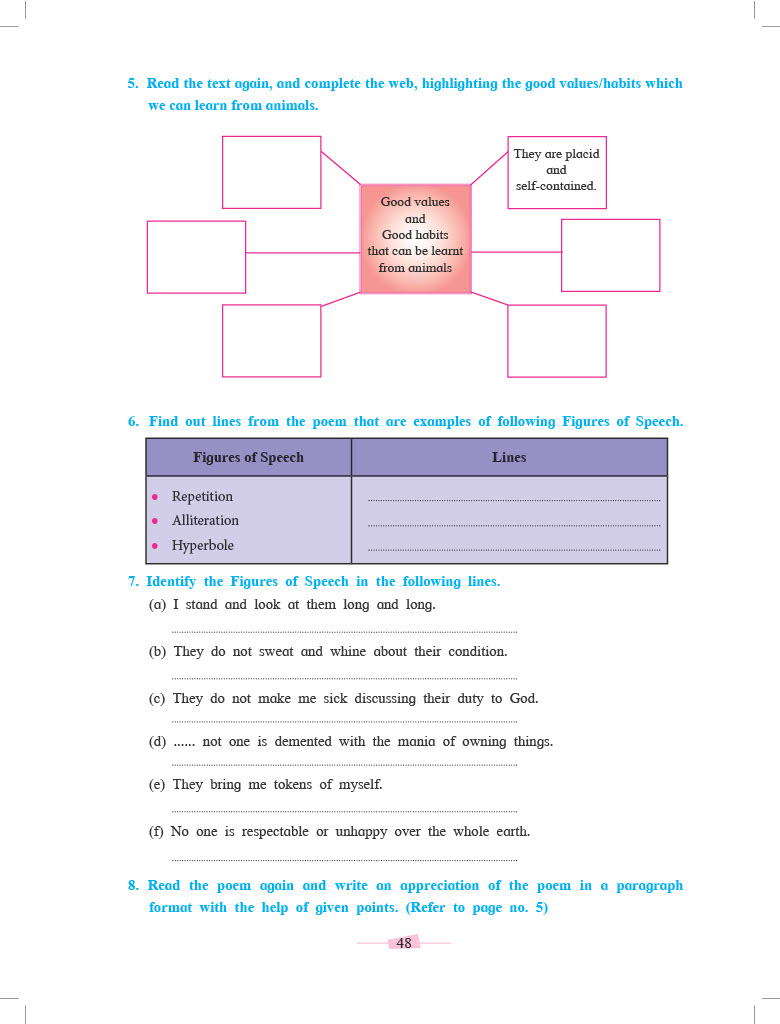 5. Read the text again, and complete the web, highlighting the good values/habits which
we can learn from animals.
They are placid
and
self-contained.
Good values
and
Good habits
that can be learnt
from animals
6. Find out lines from the poem that are examples of following Figures of Speech.
Figures of Speech
Lines
• Repetition
• Alliteration
• Hyperbole
7. Identify the Figures of Speech in the following lines.
(a) I stand and look at them long and long.
(b) They do not sweat and whine about their condition.
(c) They do not make me sick discussing their duty to God.
(d) ...... not one is demented with the mania of owning things.
(e) They bring me tokens of myself.
(f) No one is respectable or unhappy over the whole earth.
8. Read the poem again and write an appreciation of the poem in a paragraph
format with the help of given points. (Refer to page no. 5)
48